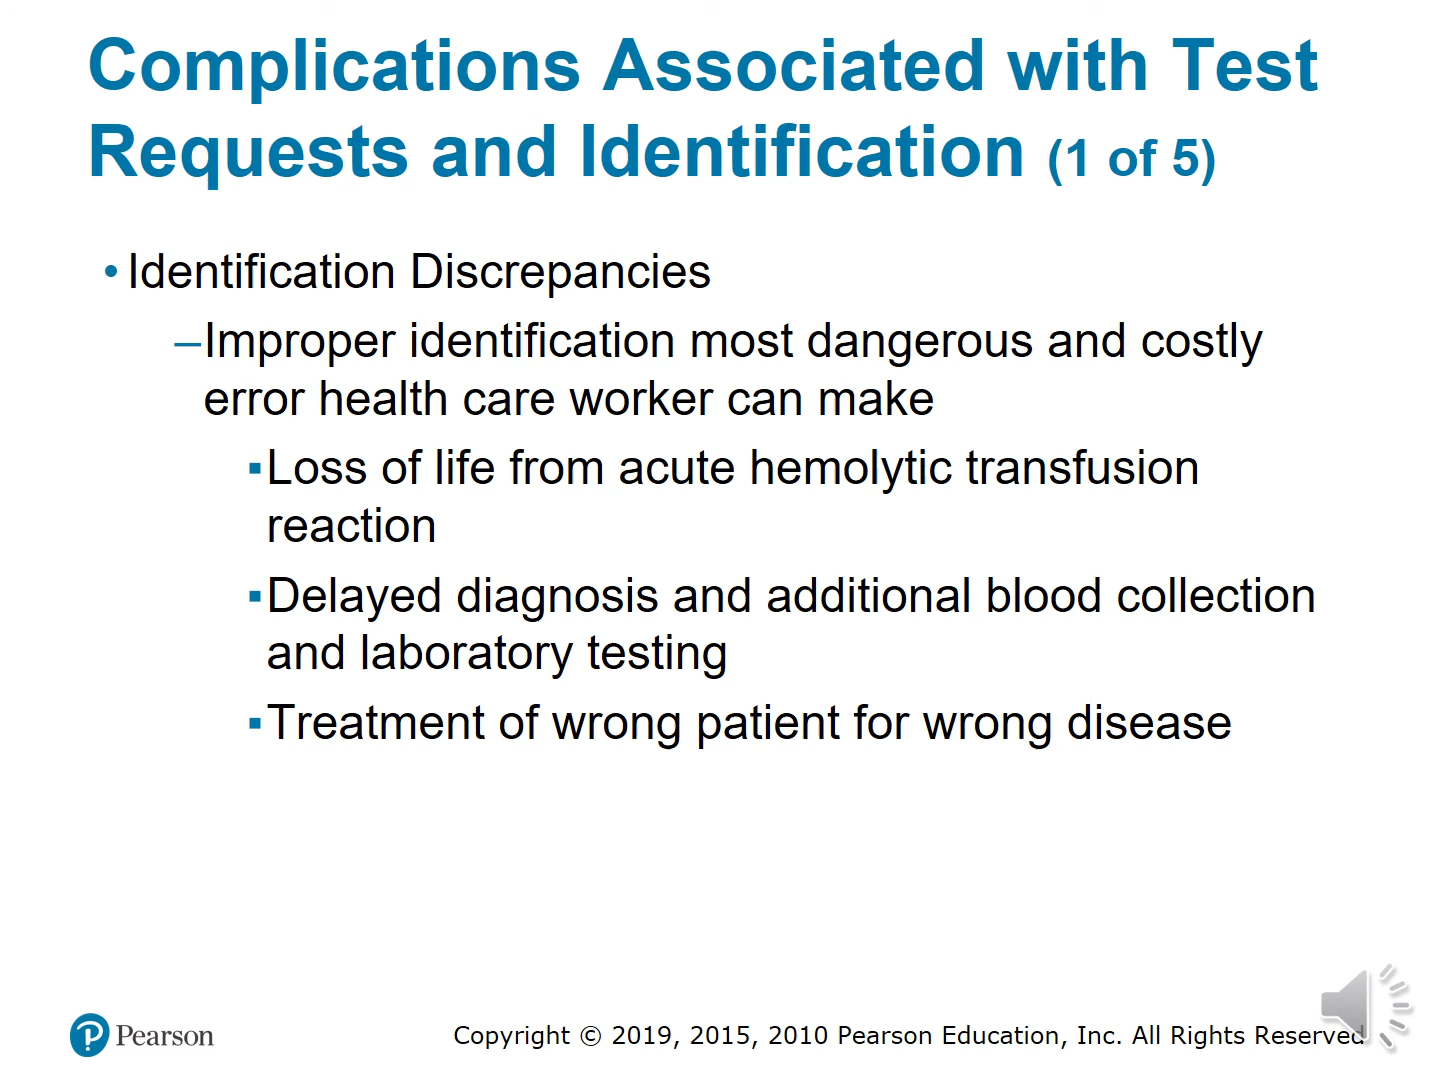 Complications Associated with Test
Requests and Identification (1 of 5)
• Identification Discrepancies
–Improper identification most dangerous and costly
error health care worker can make
▪Loss of life from acute hemolytic transfusion
reaction
▪Delayed diagnosis and additional blood collection
and laboratory testing
▪Treatment of wrong patient for wrong disease
Pearson
Copyright © 2019, 2015, 2010 Pearson Education, Inc. All Rights Reserved